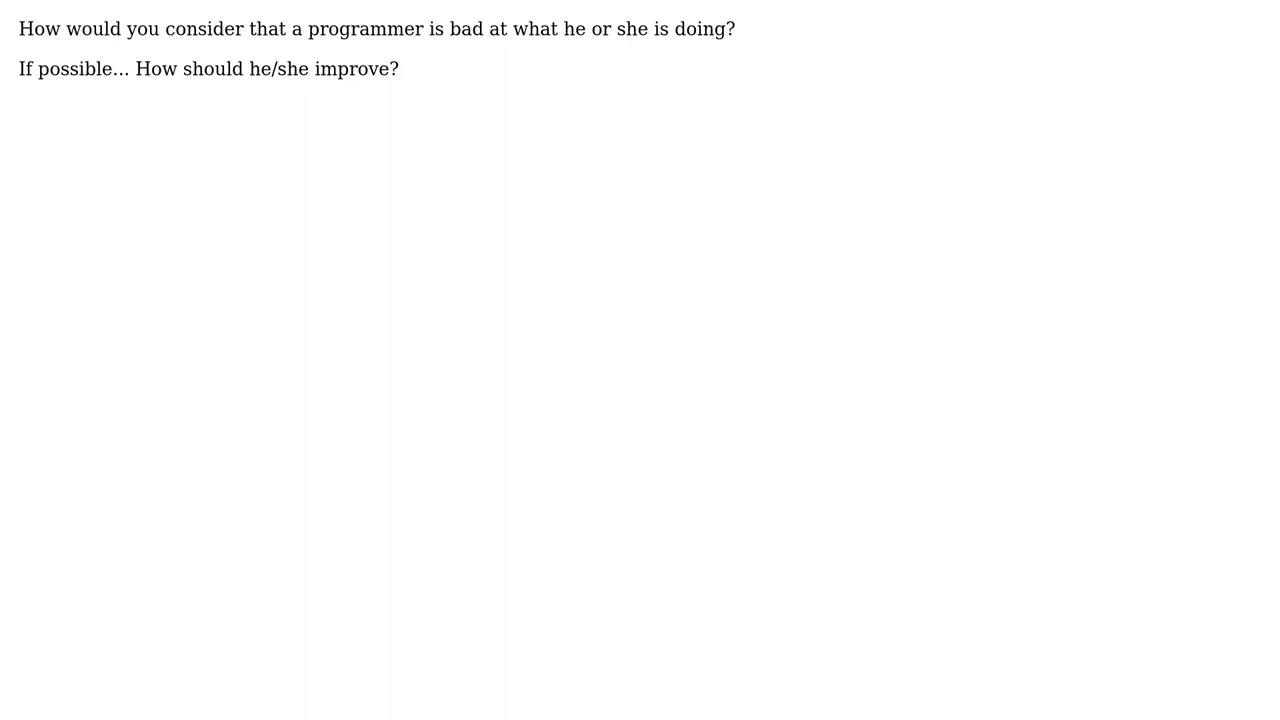 How would you consider that a programmer is bad at what he or she is doing?
If possible... How should he/she improve?